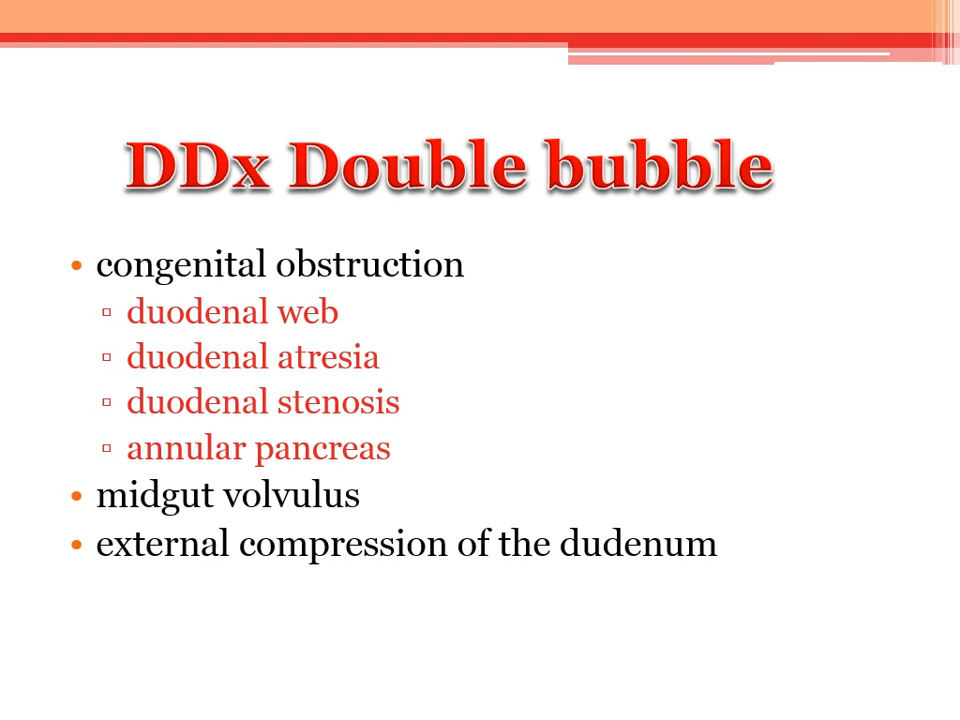 DDx Double bubble
• congenital obstruction
▫ duodenal web
▫ duodenal atresia
▫ duodenal stenosis
▫ annular pancreas
• midgut volvulus
• external compression of the dudenum